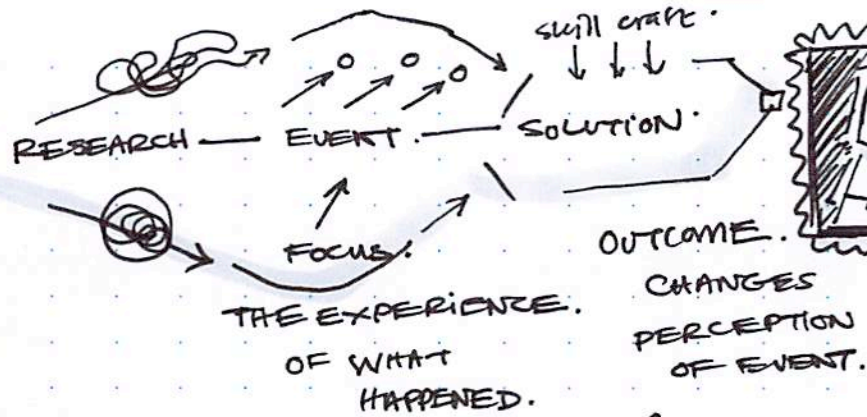 skill craft.
RESEARCH — EVENT. — SOLUTION.
FOCUS.
THE EXPERIENCE.
OF WHAT
HAPPENED.
OUTCOME.
CHANGES
PERCEPTION
OF EVENT.